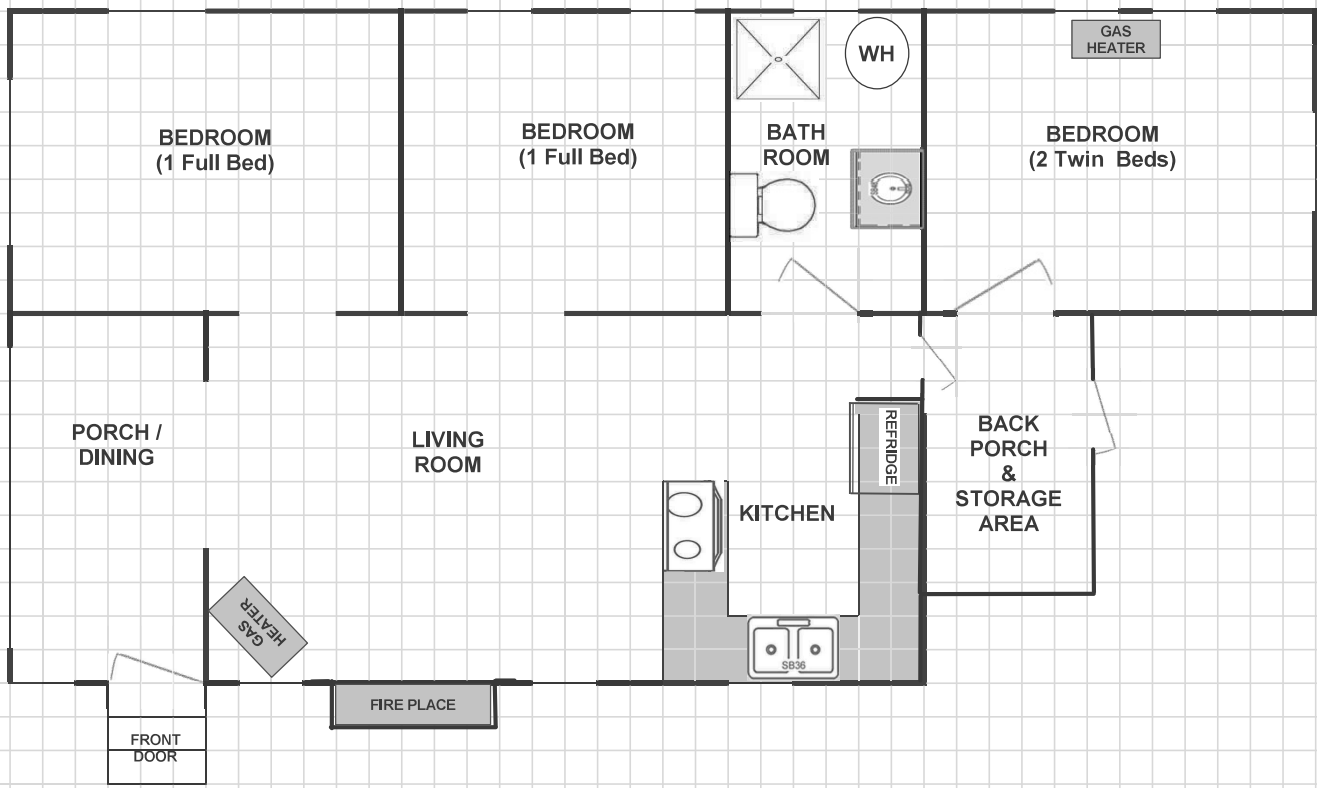 GAS
HEATER
WH
BEDROOM
(1 Full Bed)
BEDROOM
(1 Full Bed)
BATH
ROOM
BEDROOM
(2 Twin Beds)
PORCH /
DINING
LIVING
ROOM
REFRIDGE
KITCHEN
BACK
PORCH
&
STORAGE
AREA
GAS
HEATER
SB36
FIRE PLACE
FRONT
DOOR